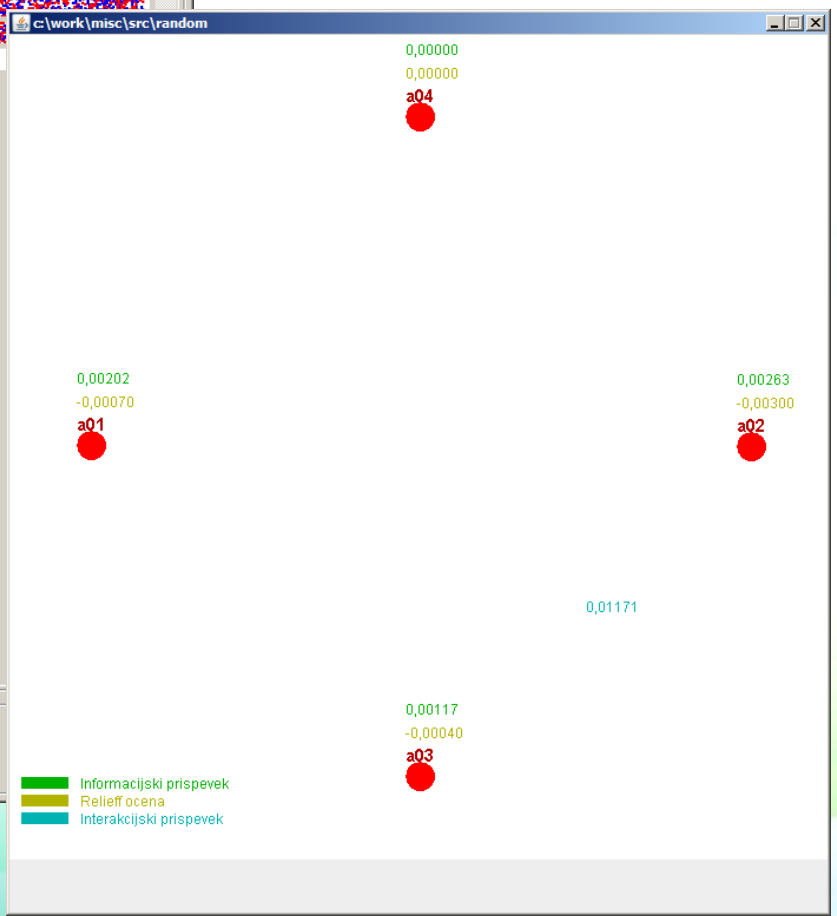 c:\work\misc\src\random
0,00000
0,00000
a04
0,00202
-0,00070
a01
0,00263
-0,00300
a02
0,01171
0,00117
-0,00040
a03
Informacijski prispevek
Relieff ocena
Interakcijski prispevek